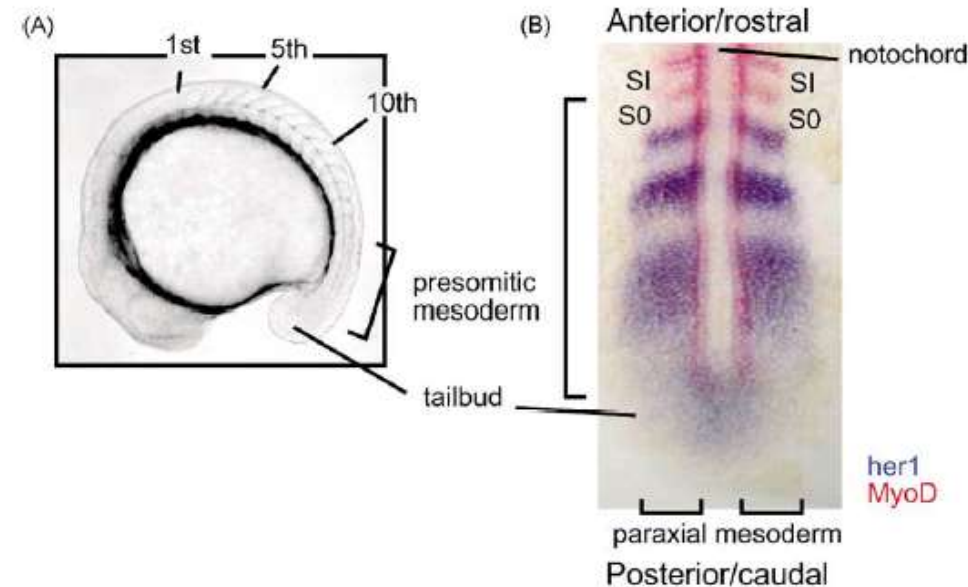 (A)
1st
5th
10th
presomitic
mesoderm
tailbud
(B)
Anterior/rostral
notochord
SI
SI
S0
S0
her1
MyoD
paraxial mesoderm
Posterior/caudal